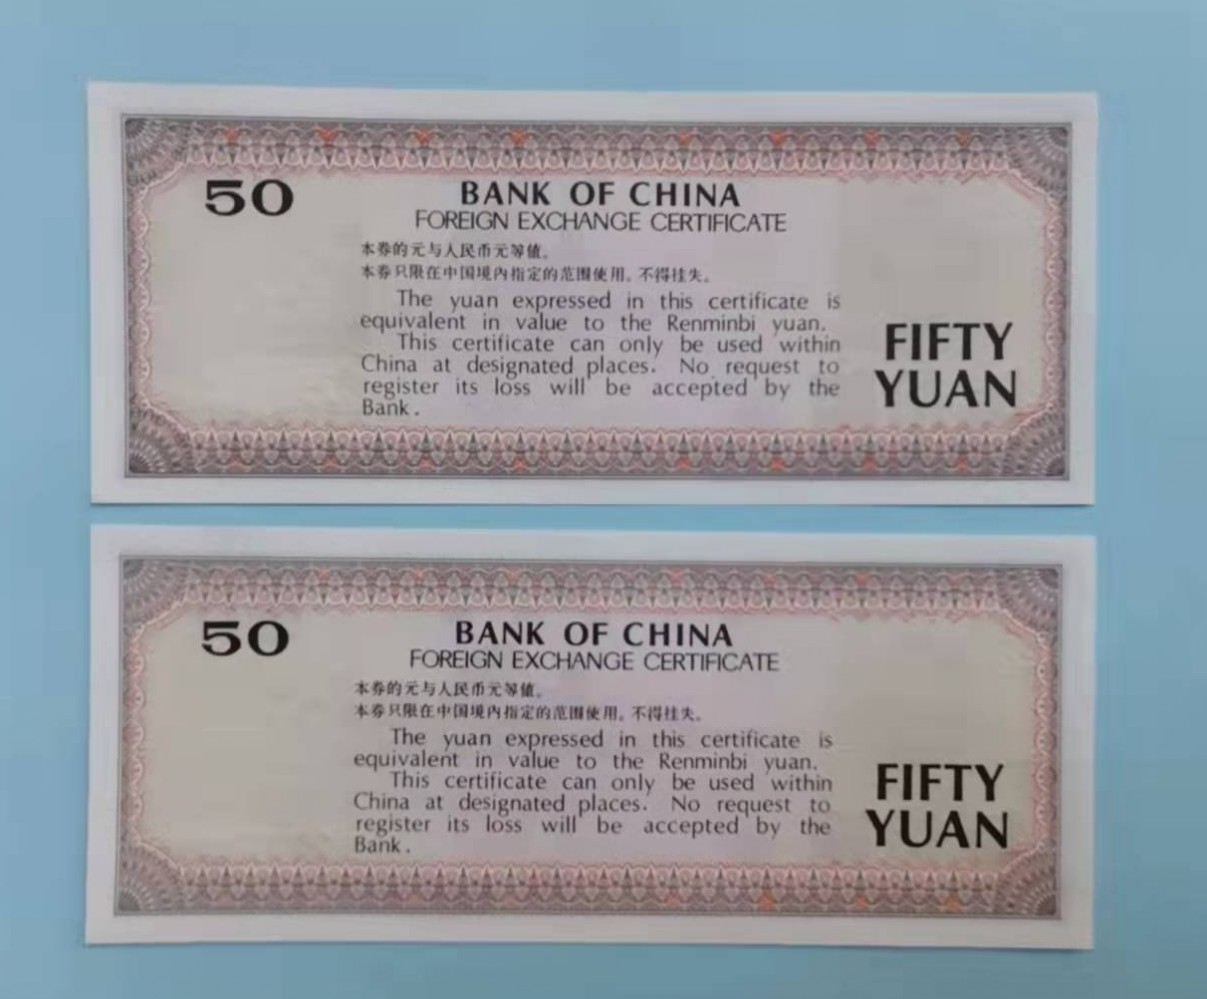 50
BANK OF CHINA
FOREIGN EXCHANGE CERTIFICATE
本券的元与人民币元等值。
本券只限在中国境内指定的范围使用。不得挂失。
The yuan expressed in this certificate is
equivalent in value to the Renminbi yuan.
This certificate can only be used within
China at designated places. No request to
register its loss will be accepted by the
Bank.
FIFTY
YUAN
50
BANK OF CHINA
FOREIGN EXCHANGE CERTIFICATE
本券的元与人民币元等值。
本券只限在中国境内指定的范围使用。不得挂失。
The yuan expressed in this certificate is
equivalent in value to the Renminbi yuan.
This certificate can only be used within
China at designated places. No request to
register its loss will be accepted by the
Bank.
FIFTY
YUAN